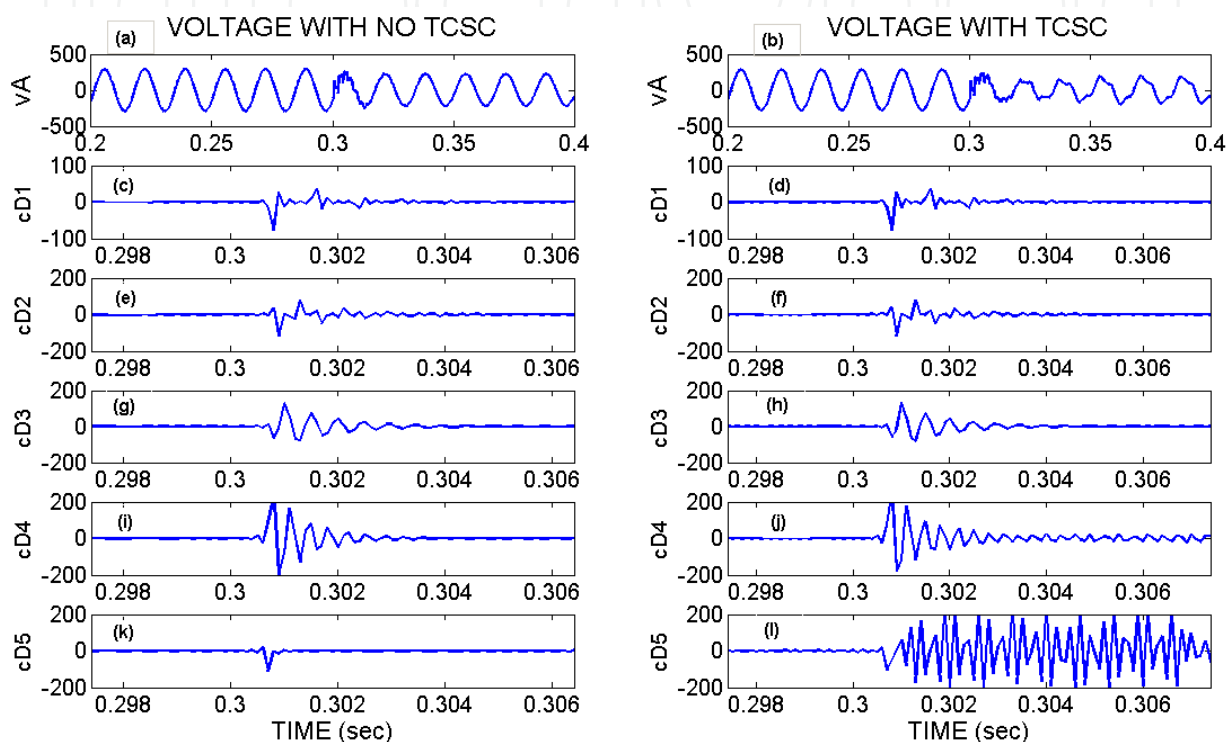 VOLTAGE WITH NO TCSC
(a)
vA
500
0
-500
0.2 0.25 0.3 0.35 0.4
(c)
cD1
100
0
-100
0.298 0.3 0.302 0.304 0.306
(e)
cD2
200
0
-200
0.298 0.3 0.302 0.304 0.306
(g)
cD3
200
0
-200
0.298 0.3 0.302 0.304 0.306
(i)
cD4
200
0
-200
0.298 0.3 0.302 0.304 0.306
(k)
cD5
200
0
-200
0.298 0.3 0.302 0.304 0.306
TIME (sec)
VOLTAGE WITH TCSC
(b)
vA
500
0
-500
0.2 0.25 0.3 0.35 0.4
(d)
cD1
100
0
-100
0.298 0.3 0.302 0.304 0.306
(f)
cD2
200
0
-200
0.298 0.3 0.302 0.304 0.306
(h)
cD3
200
0
-200
0.298 0.3 0.302 0.304 0.306
(j)
cD4
200
0
-200
0.298 0.3 0.302 0.304 0.306
(l)
cD5
200
0
-200
0.298 0.3 0.302 0.304 0.306
TIME (sec)